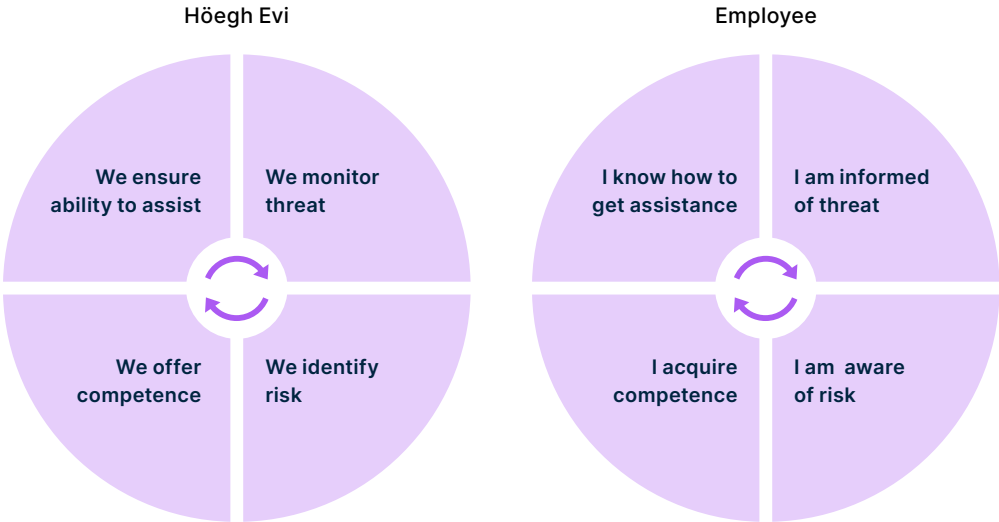 Höegh Evi
We ensure
ability to assist
We monitor
threat
We offer
competence
We identify
risk
Employee
I know how to
get assistance
I am informed
of threat
I acquire
competence
I am aware
of risk